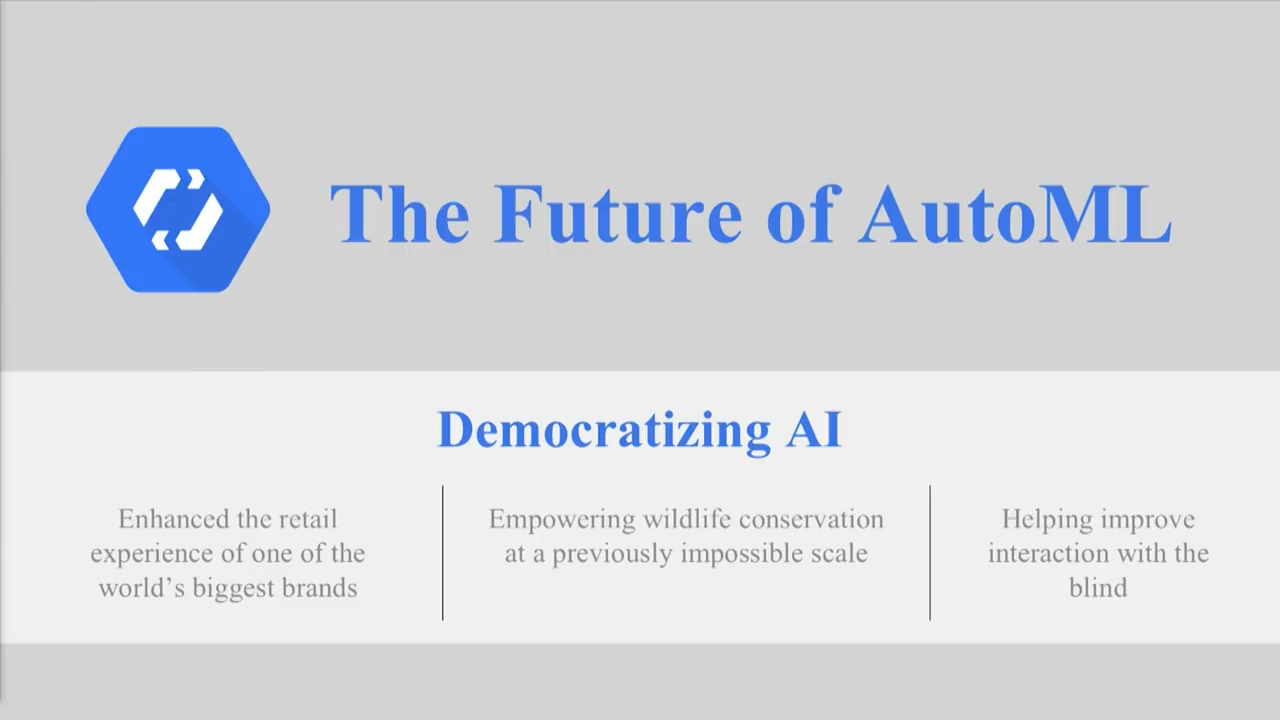 The Future of AutoML
Democratizing AI
Enhanced the retail
experience of one of the
world’s biggest brands
Empowering wildlife conservation
at a previously impossible scale
Helping improve
interaction with the
blind